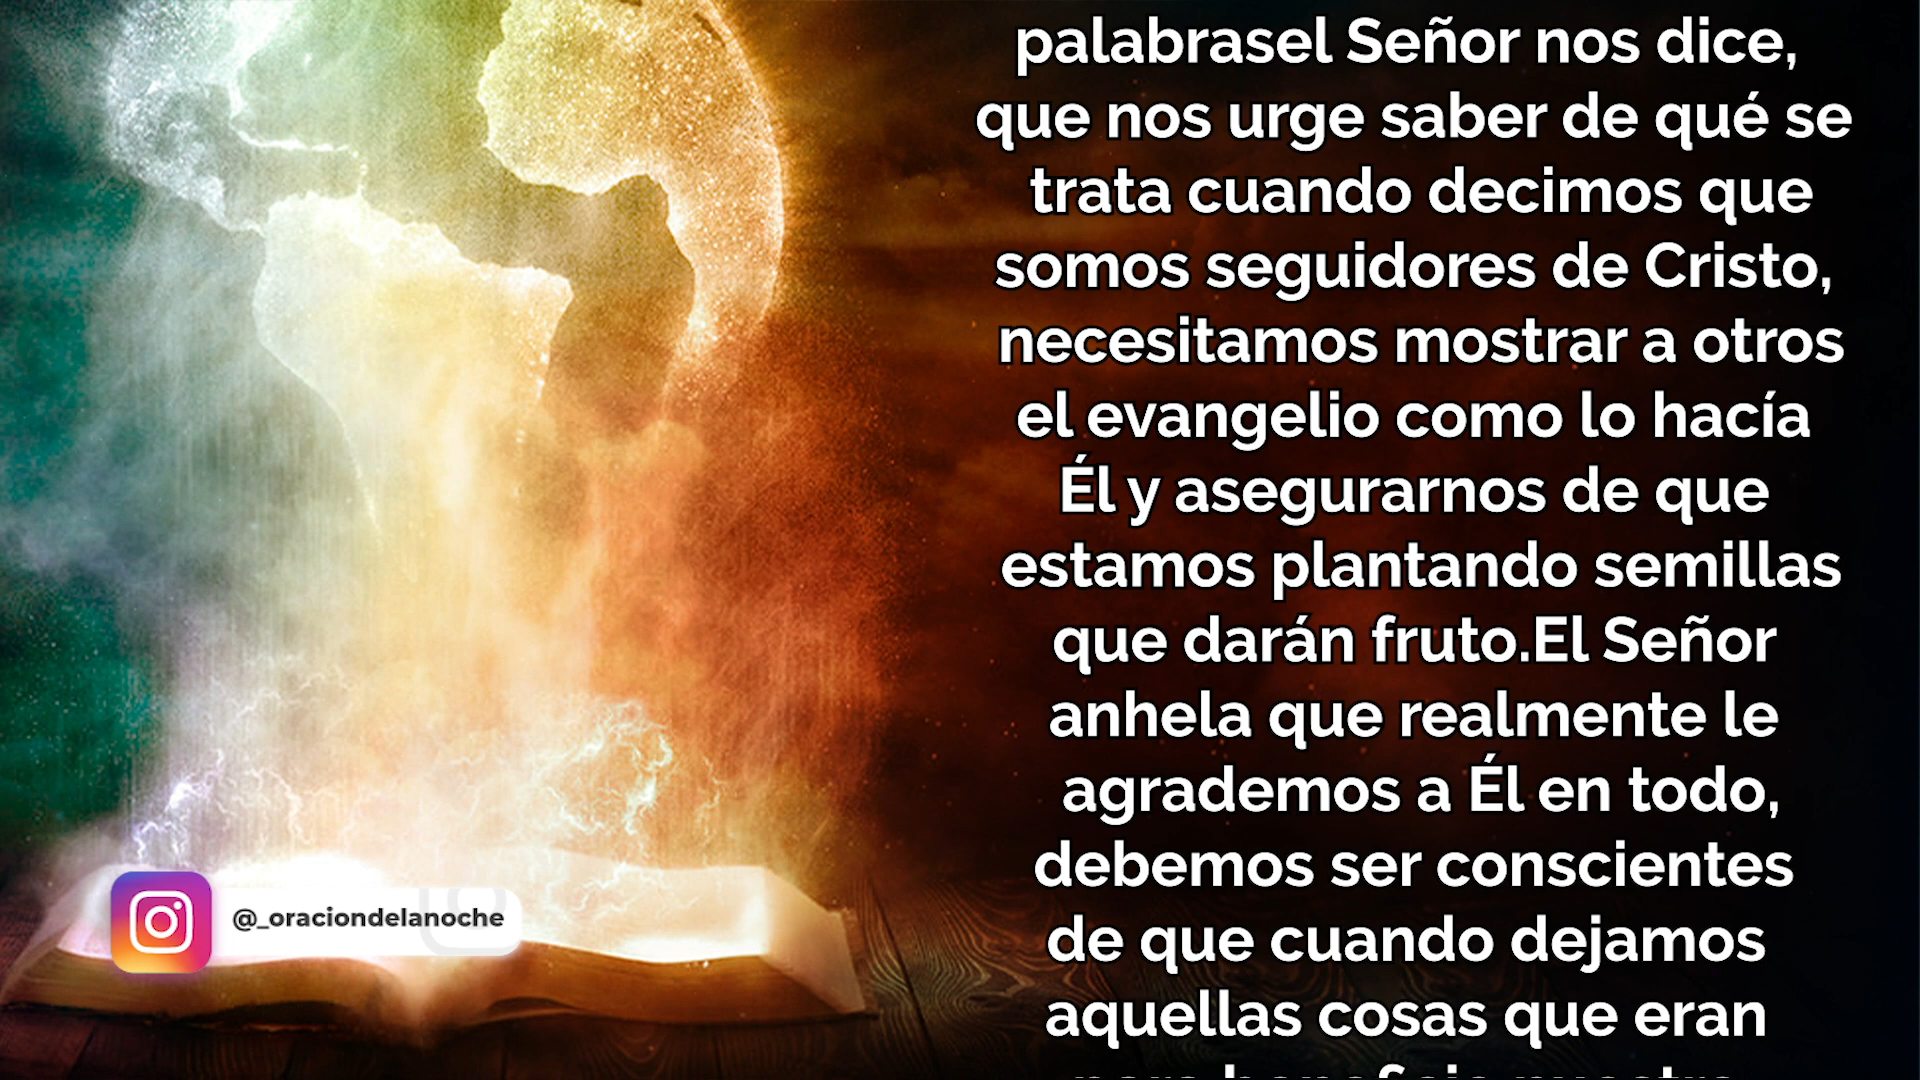 palabrasel Señor nos dice,
que nos urge saber de qué se
trata cuando decimos que
somos seguidores de Cristo,
necesitamos mostrar a otros
el evangelio como lo hacía
Él y asegurarnos de que
estamos plantando semillas
que darán fruto.El Señor
anhela que realmente le
agrademos a Él en todo,
debemos ser conscientes
de que cuando dejamos
aquellas cosas que eran
@_oraciondelanoche